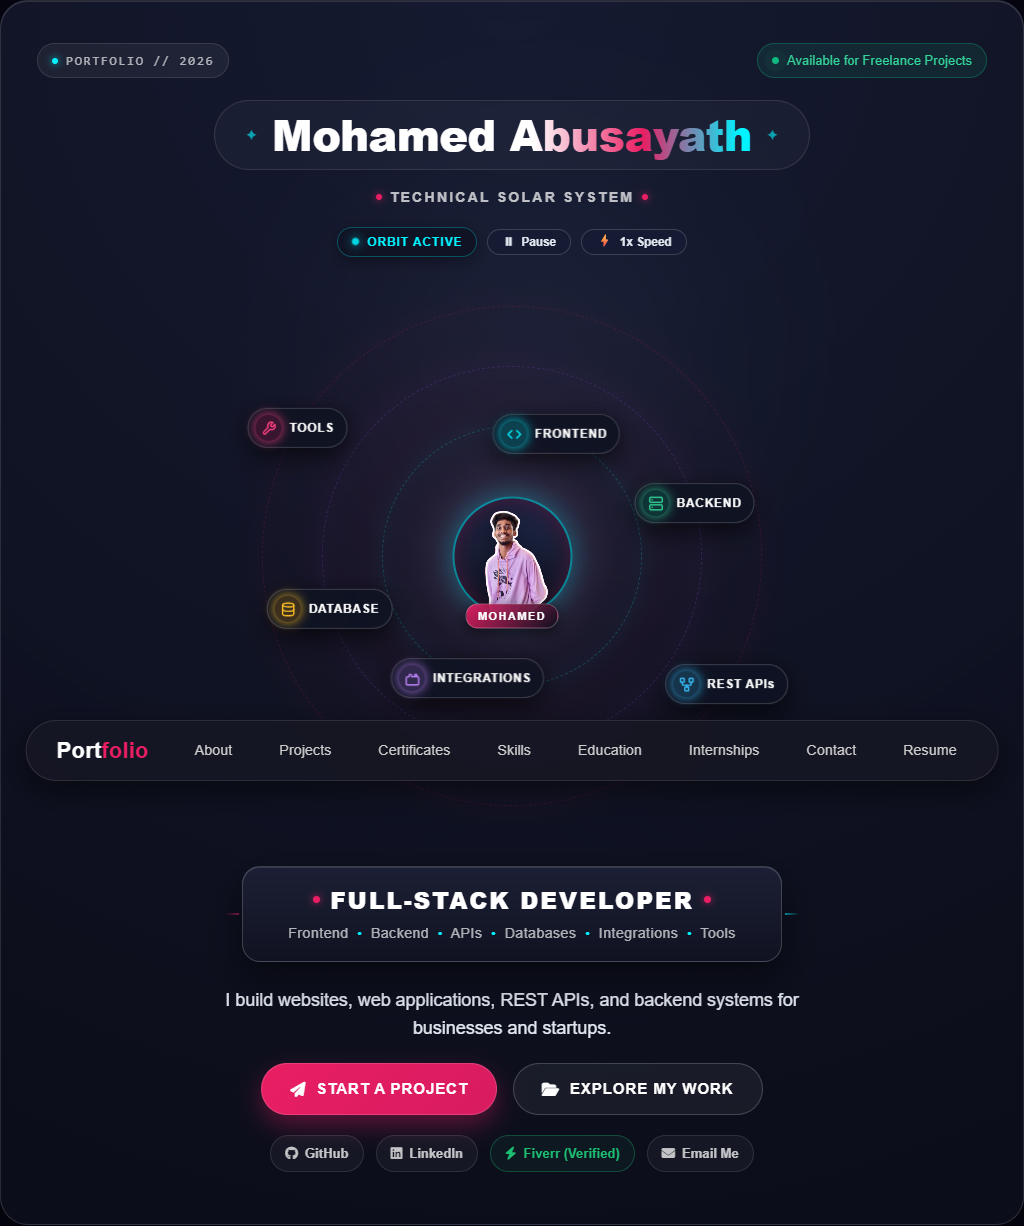 PORTFOLIO // 2026
Available for Freelance Projects
Mohamed Abusayath
TECHNICAL SOLAR SYSTEM
ORBIT ACTIVE
Pause
1x Speed
TOOLS
FRONTEND
BACKEND
DATABASE
MOHAMED
INTEGRATIONS
REST APIs
Portfolio About Projects Certificates Skills Education Internships Contact Resume
FULL-STACK DEVELOPER
Frontend • Backend • APIs • Databases • Integrations • Tools
I build websites, web applications, REST APIs, and backend systems for
businesses and startups.
START A PROJECT
EXPLORE MY WORK
GitHub
LinkedIn
Fiverr (Verified)
Email Me